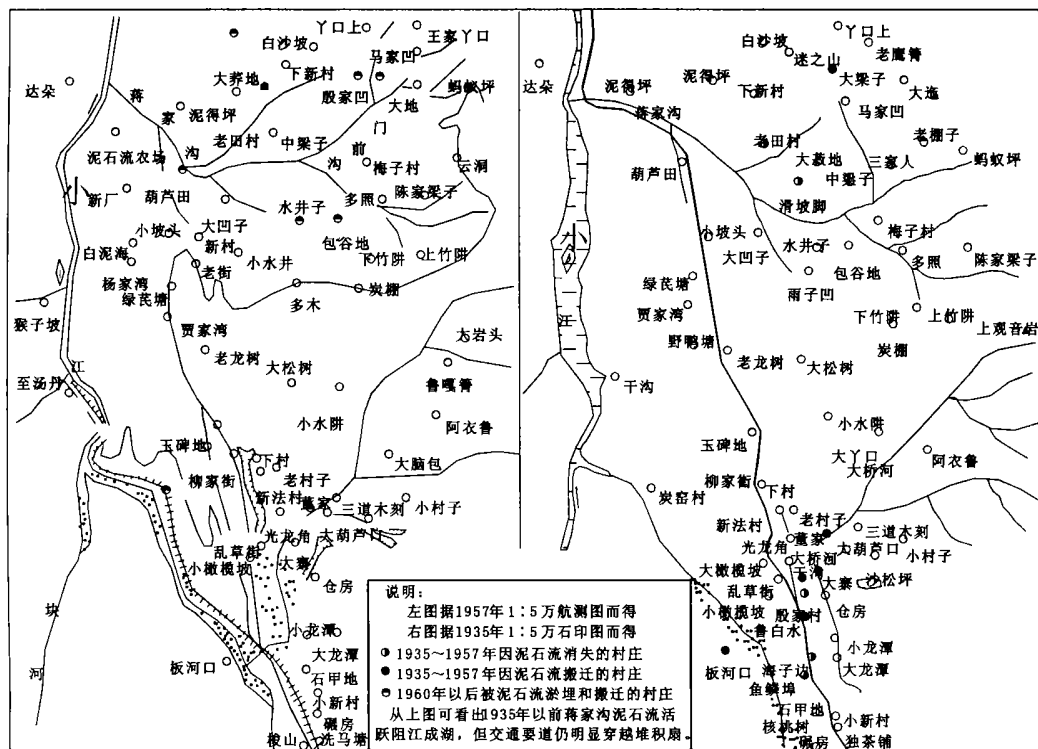 丫口上
王家丫口
白沙坡
马家凹
下新村
达朵
大荞地
殷家凹
蚂蚁坪
蒋
家
沟
泥得坪
大地
门
前
沟
老田村
中梁子
泥石流农场
梅子村
云洞
小
新厂
葫芦田
多照
陈家梁子
水井子
小坡头
大凹子
新村
包谷地
白泥海
小水井
下竹阱
上竹阱
老街
杨家湾
绿芪塘
多木
炭棚
猴子坡
贾家湾
大岩头
江
老龙树
大松树
至汤丹
鲁嘎箐
小水阱
阿衣鲁
玉碑地
下村
大脑包
柳家街
老村子
新法村
董家
三道木刻
小村子
光龙角
大葫芦口
乱草街
小橄榄坡
大寨
仓房
块
河
小龙潭
板河口
大龙潭
石甲地
小新村
碾房
梭山
洗马塘
丫口上
白沙坡
老鹰箐
迷之山
达朵
泥得坪
泥得坪
大梁子
下新村
大迤
蒋家沟
马家凹
老田村
老棚子
葫芦田
大荞地
三家人
蚂蚁坪
中梁子
滑坡脚
小
江
梅子村
小坡头
水井子
大凹子
包谷地
多照
陈家梁子
绿芪塘
雨子凹
贾家湾
下竹阱
上竹阱
上观音岩
野鸭塘
炭棚
老龙树
大松树
干沟
小水阱
玉碑地
大丫口
大桥河
阿衣鲁
柳家街
下村
炭窑村
新法村
老村子
三道木刻
董家
光龙角
大葫芦口
小村子
大桥河
大橄榄坡
干沟
大寨
沙松坪
乱草街
小橄榄坡
殷家村
仓房
鲁白水
小龙潭
板河口
海子达
大龙潭
鱼鳞埠
石甲地
小新村
核桃树
碾房
独茶铺
说明：
左图据1957年1∶5万航测图而得
右图据1935年1∶5万石印图而得
1935～1957年因泥石流消失的村庄
1935～1957年因泥石流搬迁的村庄
1960年以后被泥石流淤埋和搬迁的村庄
从上图可看出1935年以前蒋家沟泥石流活
跃阻江成湖，但交通要道仍明显穿越堆积扇。